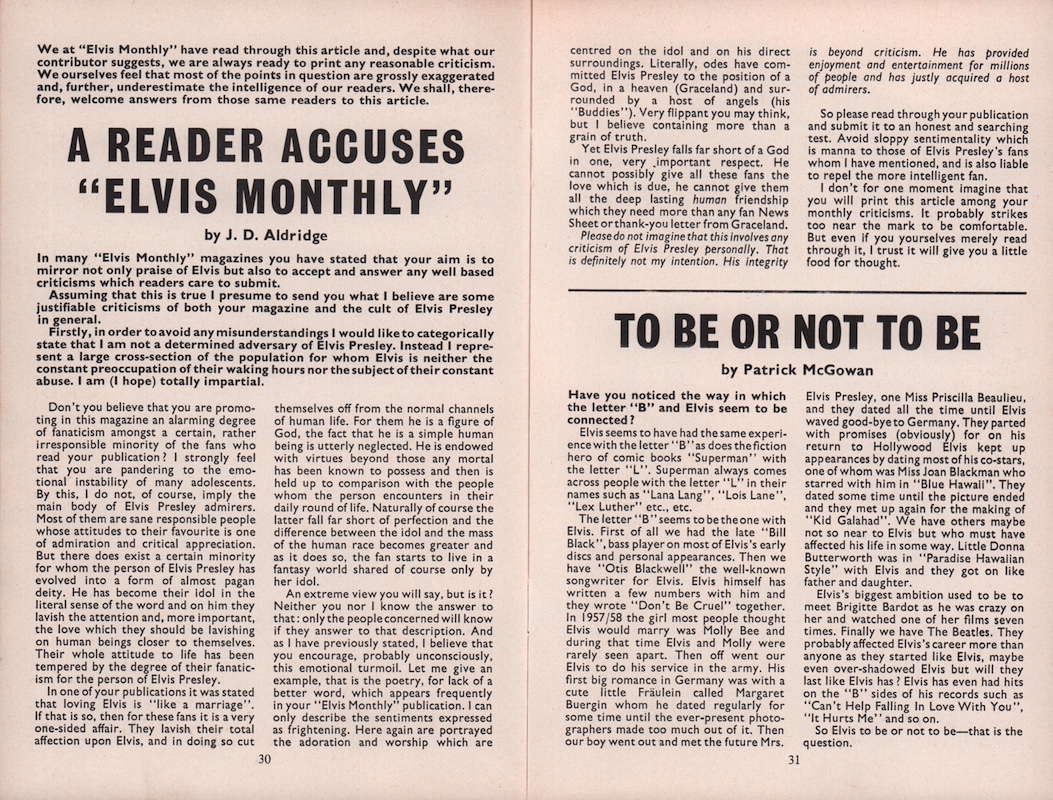 We at "Elvis Monthly" have read through this article and, despite what our
contributor suggests, we are always ready to print any reasonable criticism.
We ourselves feel that most of the points in question are grossly exaggerated
and, further, underestimate the intelligence of our readers. We shall, there-
fore, welcome answers from those same readers to this article.
A READER ACCUSES
"ELVIS MONTHLY"
by J. D. Aldridge
In many "Elvis Monthly" magazines you have stated that your aim is to
mirror not only praise of Elvis but also to accept and answer any well based
criticisms which readers care to submit.
Assuming that this is true I presume to send you what I believe are some
justifiable criticisms of both your magazine and the cult of Elvis Presley
in general.
Firstly, in order to avoid any misunderstandings I would like to categorically
state that I am not a determined adversary of Elvis Presley. Instead I repre-
sent a large cross-section of the population for whom Elvis is neither the
constant preoccupation of their waking hours nor the subject of their constant
abuse. I am (I hope) totally impartial.
Don't you believe that you are promo-
ting in this magazine an alarming degree
of fanaticism amongst a certain, rather
irresponsible minority of the fans who
read your publication? I strongly feel
that you are pandering to the emo-
tional instability of many adolescents.
By this, I do not, of course, imply the
main body of Elvis Presley admirers.
Most of them are sane responsible people
whose attitudes to their favourite is one
of admiration and critical appreciation.
But there does exist a certain minority
for whom the person of Elvis Presley has
evolved into a form of almost pagan
deity. He has become their idol in the
literal sense of the word and on him they
lavish the attention and, more important,
the love which they should be lavishing
on human beings closer to themselves.
Their whole attitude to life has been
tempered by the degree of their fanatic-
ism for the person of Elvis Presley.
In one of your publications it was stated
that loving Elvis is "like a marriage".
If that is so, then for these fans it is a very
one-sided affair. They lavish their total
affection upon Elvis, and in doing so cut
themselves off from the normal channels
of human life. For them he is a figure of
God, the fact that he is a simple human
being is utterly neglected. He is endowed
with virtues beyond those any mortal
has been known to possess and then is
held up to comparison with the people
whom the person encounters in their
daily round of life. Naturally of course the
latter fall far short of perfection and the
difference between the idol and the mass
of the human race becomes greater and
as it does so, the fan starts to live in a
fantasy world shared of course only by
her idol.
An extreme view you will say, but is it?
Neither you nor I know the answer to
that: only the people concerned will know
if they answer to that description. And
as I have previously stated, I believe that
you encourage, probably unconsciously,
this emotional turmoil. Let me give an
example, that is the poetry, for lack of a
better word, which appears frequently
in your "Elvis Monthly" publication. I can
only describe the sentiments expressed
as frightening. Here again are portrayed
the adoration and worship which are
30
centred on the idol and on his direct
surroundings. Literally, odes have com-
mitted Elvis Presley to the position of a
God, in a heaven (Graceland) and sur-
rounded by a host of angels (his
"Buddies"). Very flippant you may think,
but I believe containing more than a
grain of truth.
Yet Elvis Presley falls far short of a God
in one, very important respect. He
cannot possibly give all these fans the
love which is due, he cannot give them
all the deep lasting human friendship
which they need more than any fan News
Sheet or thank-you letter from Graceland.
Please do not imagine that this involves any
criticism of Elvis Presley personally. That
is definitely not my intention. His integrity
is beyond criticism. He has provided
enjoyment and entertainment for millions
of people and has justly acquired a host
of admirers.
So please read through your publication
and submit it to an honest and searching
test. Avoid sloppy sentimentality which
is manna to those of Elvis Presley's fans
whom I have mentioned, and is also liable
to repel the more intelligent fan.
I don't for one moment imagine that
you will print this article among your
monthly criticisms. It probably strikes
too near the mark to be comfortable.
But even if you yourselves merely read
through it, I trust it will give you a little
food for thought.
TO BE OR NOT TO BE
by Patrick McGowan
Have you noticed the way in which
the letter "B" and Elvis seem to be
connected?
Elvis seems to have had the same experi-
ence with the letter "B" as does the fiction
hero of comic books "Superman" with
the letter "L". Superman always comes
across people with the letter "L" in their
names such as "Lana Lang", "Lois Lane",
"Lex Luther" etc., etc.
The letter "B" seems to be the one with
Elvis. First of all we had the late "Bill
Black", bass player on most of Elvis's early
discs and personal appearances. Then we
have "Otis Blackwell" the well-known
songwriter for Elvis. Elvis himself has
written a few numbers with him and
they wrote "Don't Be Cruel" together.
In 1957/58 the girl most people thought
Elvis would marry was Molly Bee and
during that time Elvis and Molly were
rarely seen apart. Then off went our
Elvis to do his service in the army. His
first big romance in Germany was with a
cute little Fräulein called Margaret
Buergin whom he dated regularly for
some time until the ever-present photo-
graphers made too much out of it. Then
our boy went out and met the future Mrs.
Elvis Presley, one Miss Priscilla Beaulieu,
and they dated all the time until Elvis
waved good-bye to Germany. They parted
with promises (obviously) for on his
return to Hollywood Elvis kept up
appearances by dating most of his co-stars,
one of whom was Miss Joan Blackman who
starred with him in "Blue Hawaii". They
dated some time until the picture ended
and they met up again for the making of
"Kid Galahad". We have others maybe
not so near to Elvis but who must have
affected his life in some way. Little Donna
Butterworth was in "Paradise Hawaiian
Style" with Elvis and they got on like
father and daughter.
Elvis's biggest ambition used to be to
meet Brigitte Bardot as he was crazy on
her and watched one of her films seven
times. Finally we have The Beatles. They
probably affected Elvis's career more than
anyone as they started like Elvis, maybe
even over-shadowed Elvis but will they
last like Elvis has? Elvis has even had hits
on the "B" sides of his records such as
"Can't Help Falling In Love With You",
"It Hurts Me" and so on.
So Elvis to be or not to be—that is the
question.
31